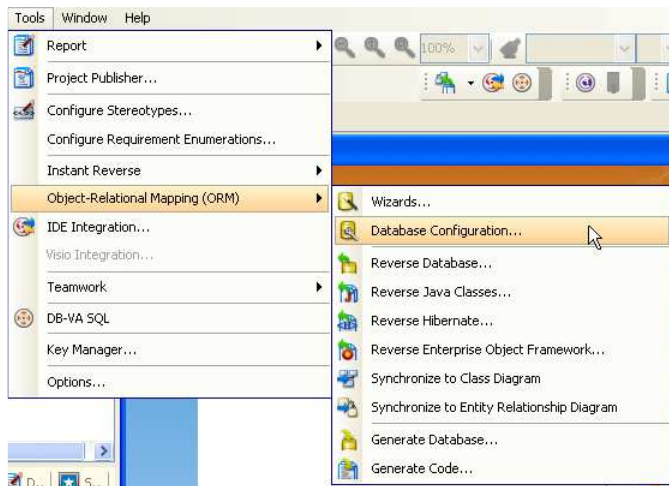 Tools Window Help
100%
Report
Project Publisher...
Configure Stereotypes...
Configure Requirement Enumerations...
Instant Reverse
Object-Relational Mapping (ORM)
IDE Integration...
Visio Integration...
Teamwork
DB-VA SQL
Key Manager...
Options...
Wizards...
Database Configuration...
Reverse Database...
Reverse Java Classes...
Reverse Hibernate...
Reverse Enterprise Object Framework...
Synchronize to Class Diagram
Synchronize to Entity Relationship Diagram
Generate Database...
Generate Code...
D... S...